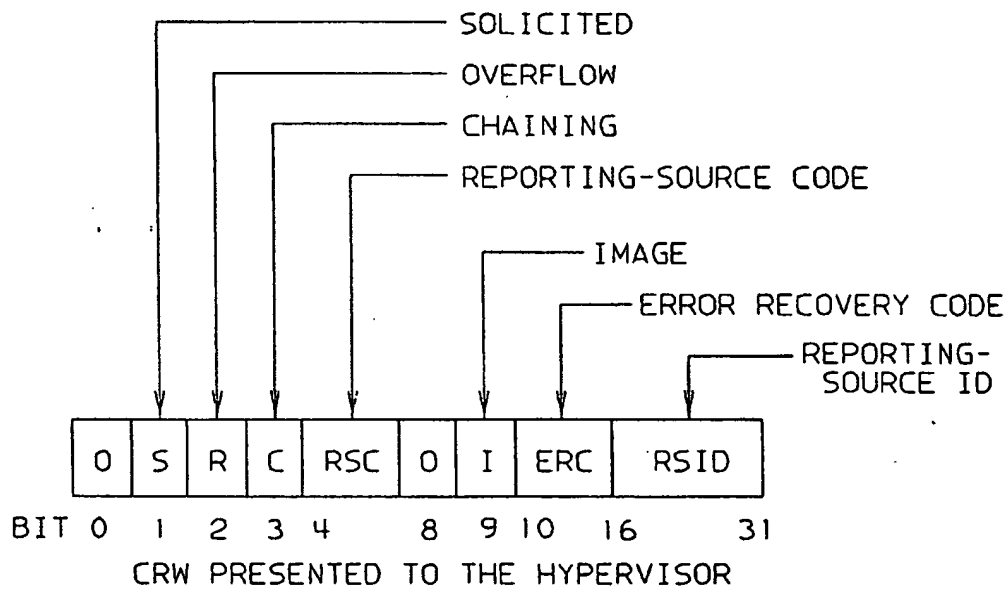 SOLICITED
OVERFLOW
CHAINING
REPORTING-SOURCE CODE
IMAGE
ERROR RECOVERY CODE
REPORTING-
SOURCE ID
0 S R C RSC 0 I ERC RSID
BIT 0 1 2 3 4 8 9 10 16 31
CRW PRESENTED TO THE HYPERVISOR